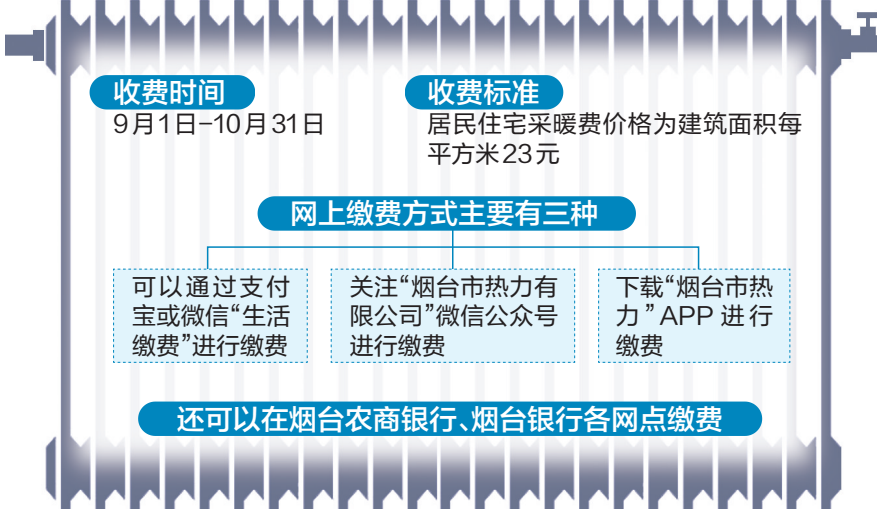 收费时间
9月1日-10月31日
收费标准
居民住宅采暖费价格为建筑面积每
平方米23元
网上缴费方式主要有三种
可以通过支付
宝或微信“生活
缴费”进行缴费
关注“烟台市热力有
限公司”微信公众号
进行缴费
下载“烟台市热
力”APP进行
缴费
还可以在烟台农商银行、烟台银行各网点缴费